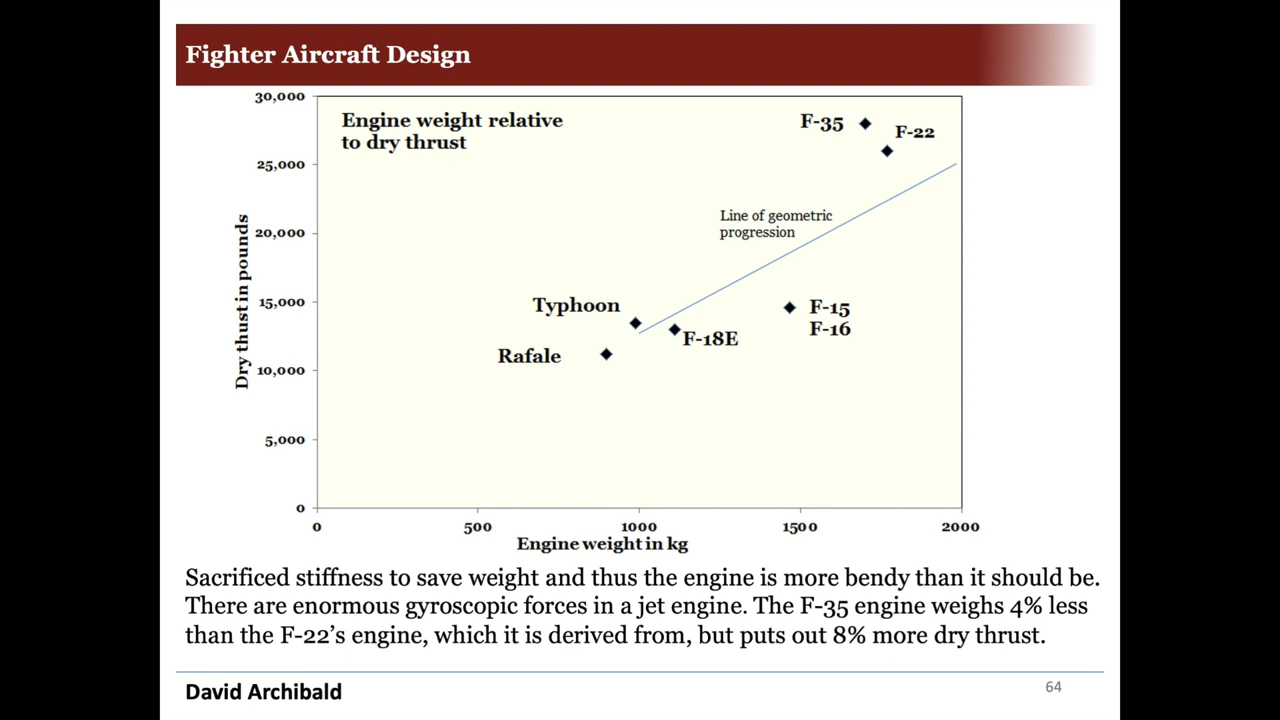 Fighter Aircraft Design
Engine weight relative
to dry thrust
30,000
25,000
20,000
15,000
10,000
5,000
0
Dry thust in pounds
F-35
F-22
Line of geometric
progression
Typhoon
F-15
F-16
F-18E
Rafale
0
500
1000
1500
2000
Engine weight in kg
Sacrificed stiffness to save weight and thus the engine is more bendy than it should be.
There are enormous gyroscopic forces in a jet engine. The F-35 engine weighs 4% less
than the F-22’s engine, which it is derived from, but puts out 8% more dry thrust.
David Archibald
64